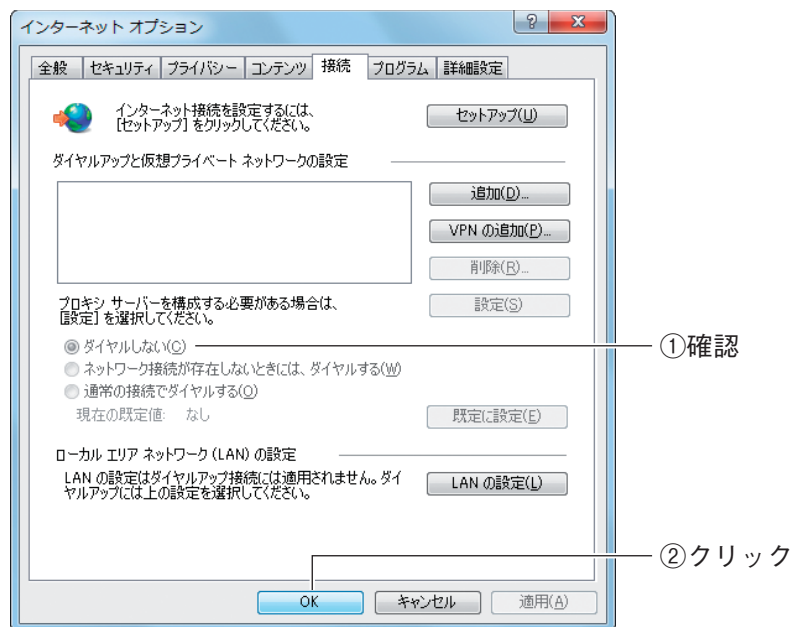 インターネット オプション
全般
セキュリティ
プライバシー
コンテンツ
接続
プログラム
詳細設定
インターネット接続を設定するには、
[セットアップ] をクリックしてください。
セットアップ(U)
ダイヤルアップと仮想プライベート ネットワークの設定
追加(D)...
VPN の追加(P)...
削除(R)...
プロキシ サーバーを構成する必要がある場合は、
[設定] を選択してください。
設定(S)
ダイヤルしない(C)
①確認
ネットワーク接続が存在しないときには、ダイヤルする(W)
通常の接続でダイヤルする(O)
現在の既定値: なし
既定に設定(E)
ローカル エリア ネットワーク (LAN) の設定
LAN の設定はダイヤルアップ接続には適用されません。ダイ
ヤルアップには上の設定を選択してください。
LAN の設定(L)
②クリック
OK
キャンセル
適用(A)